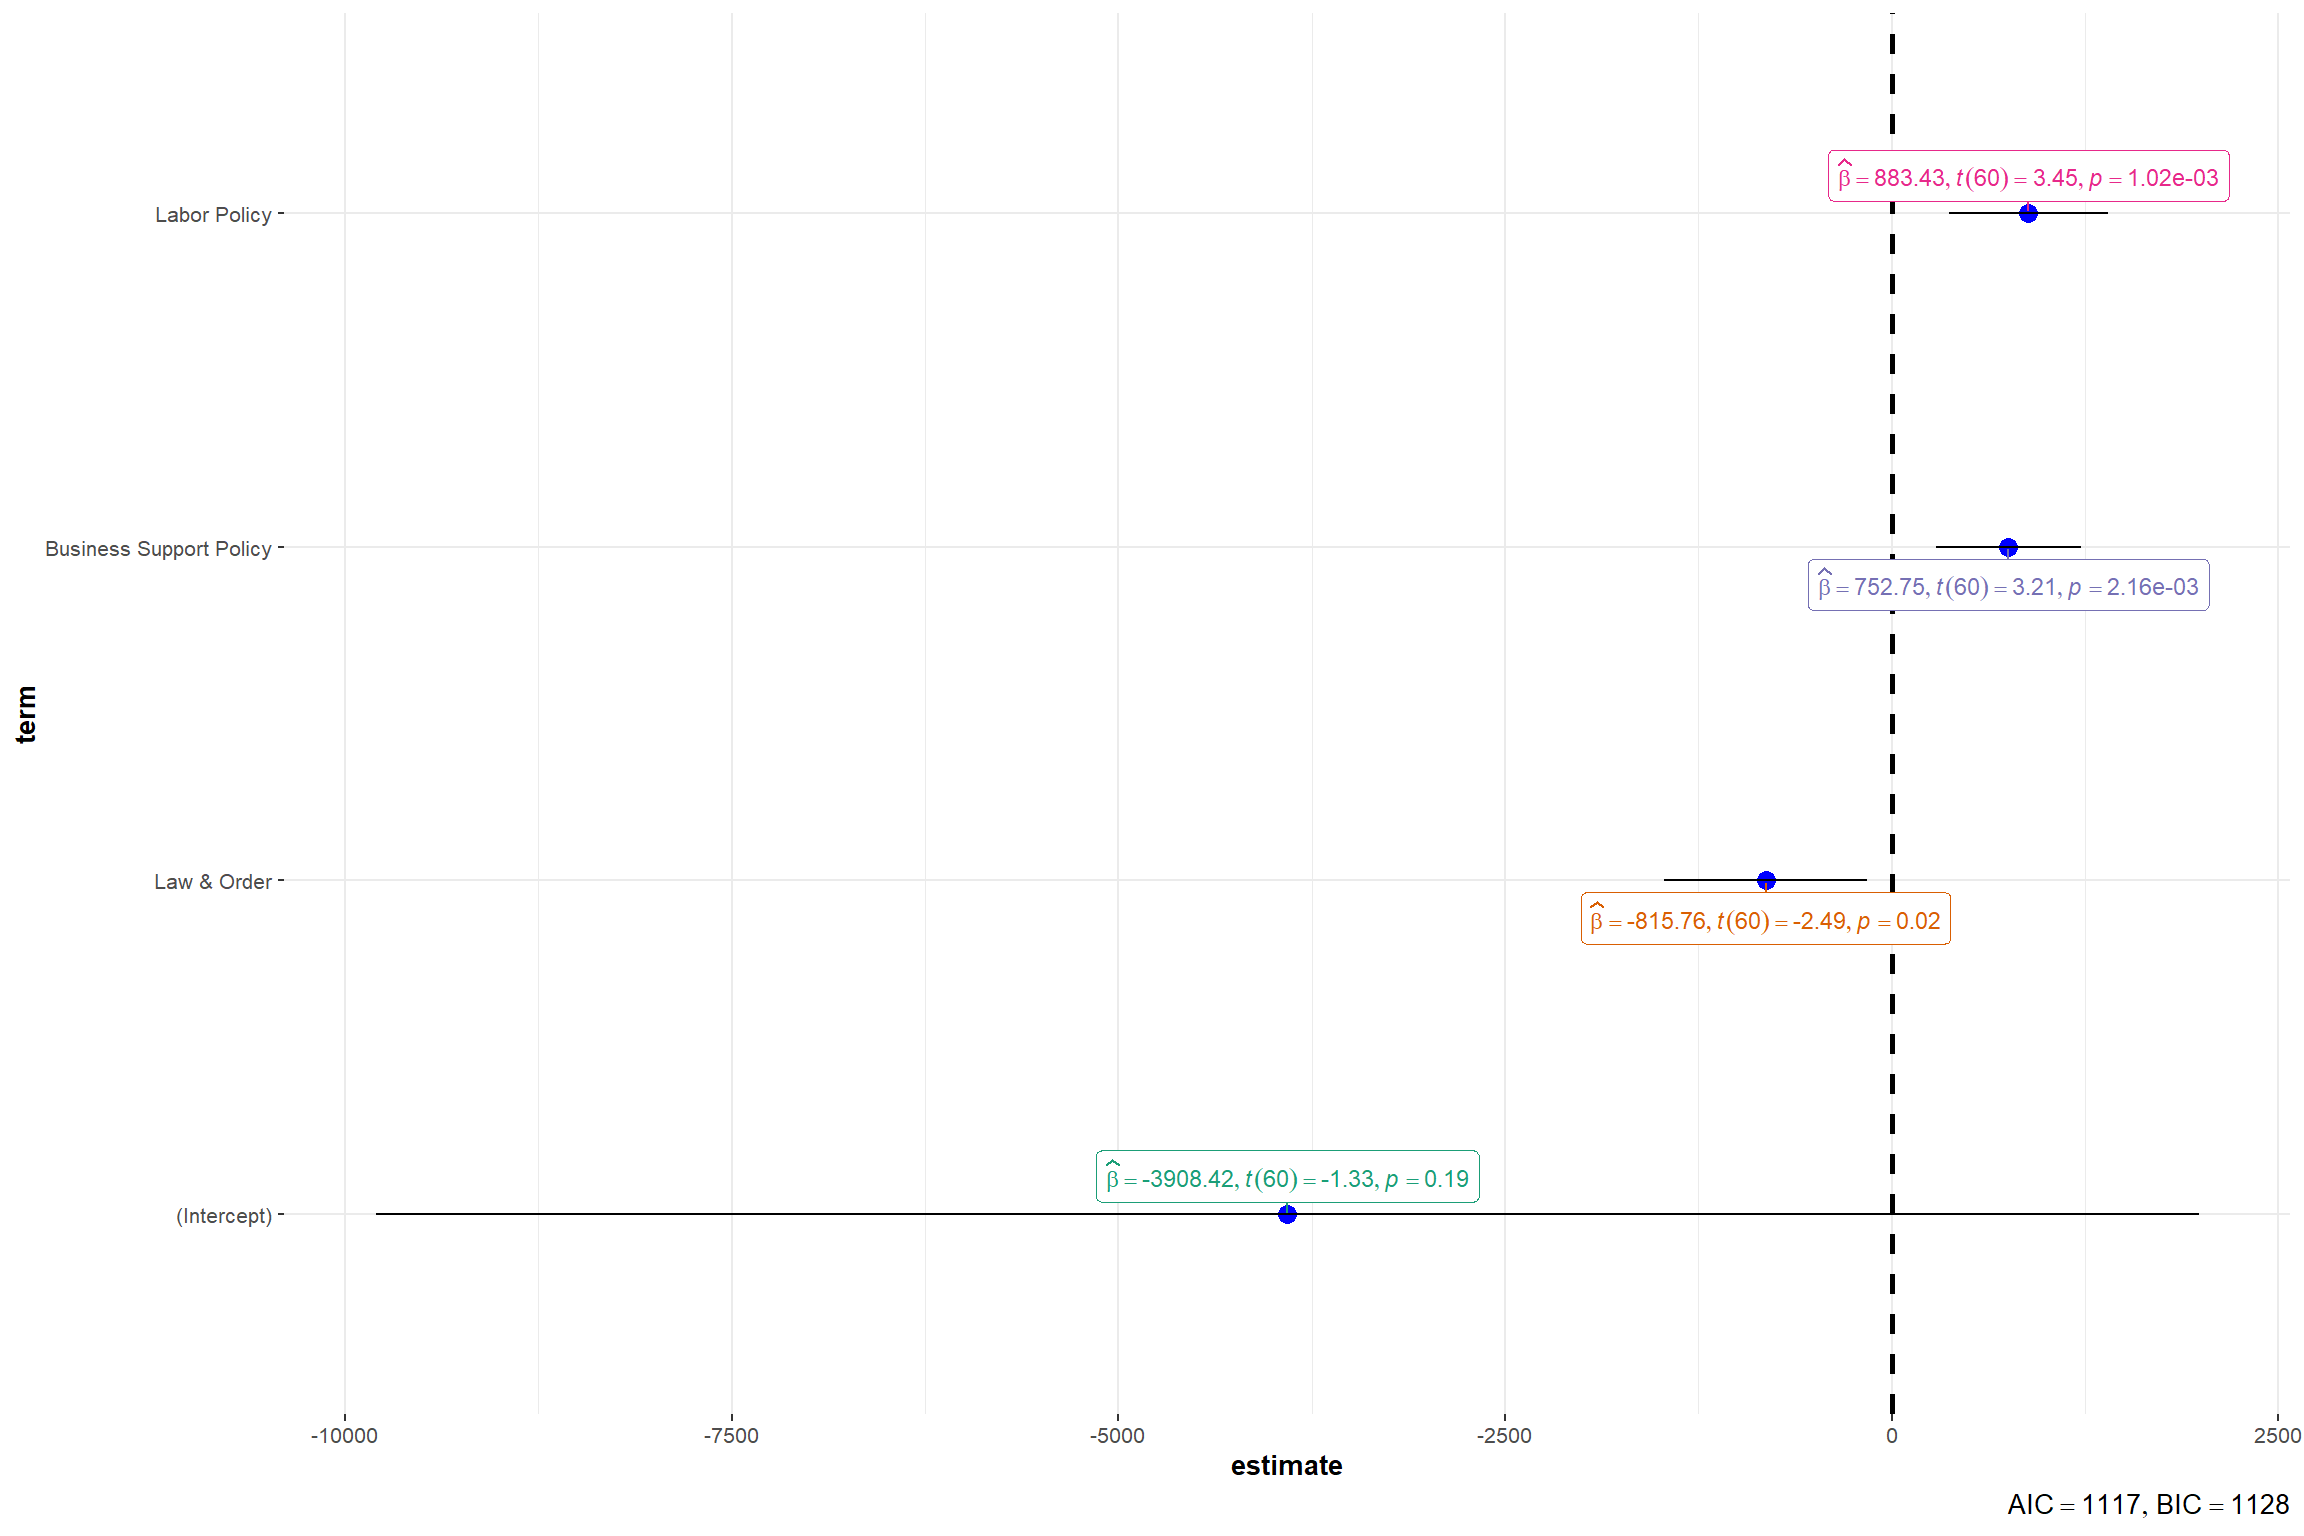 β̂ = 883.43, t(60) = 3.45, p = 1.02e-03
Labor Policy
Business Support Policy
β̂ = 752.75, t(60) = 3.21, p = 2.16e-03
term
Law & Order
β̂ = -815.76, t(60) = -2.49, p = 0.02
β̂ = -3908.42, t(60) = -1.33, p = 0.19
(Intercept)
-10000 -7500 -5000 -2500 0 2500
estimate
AIC = 1117, BIC = 1128